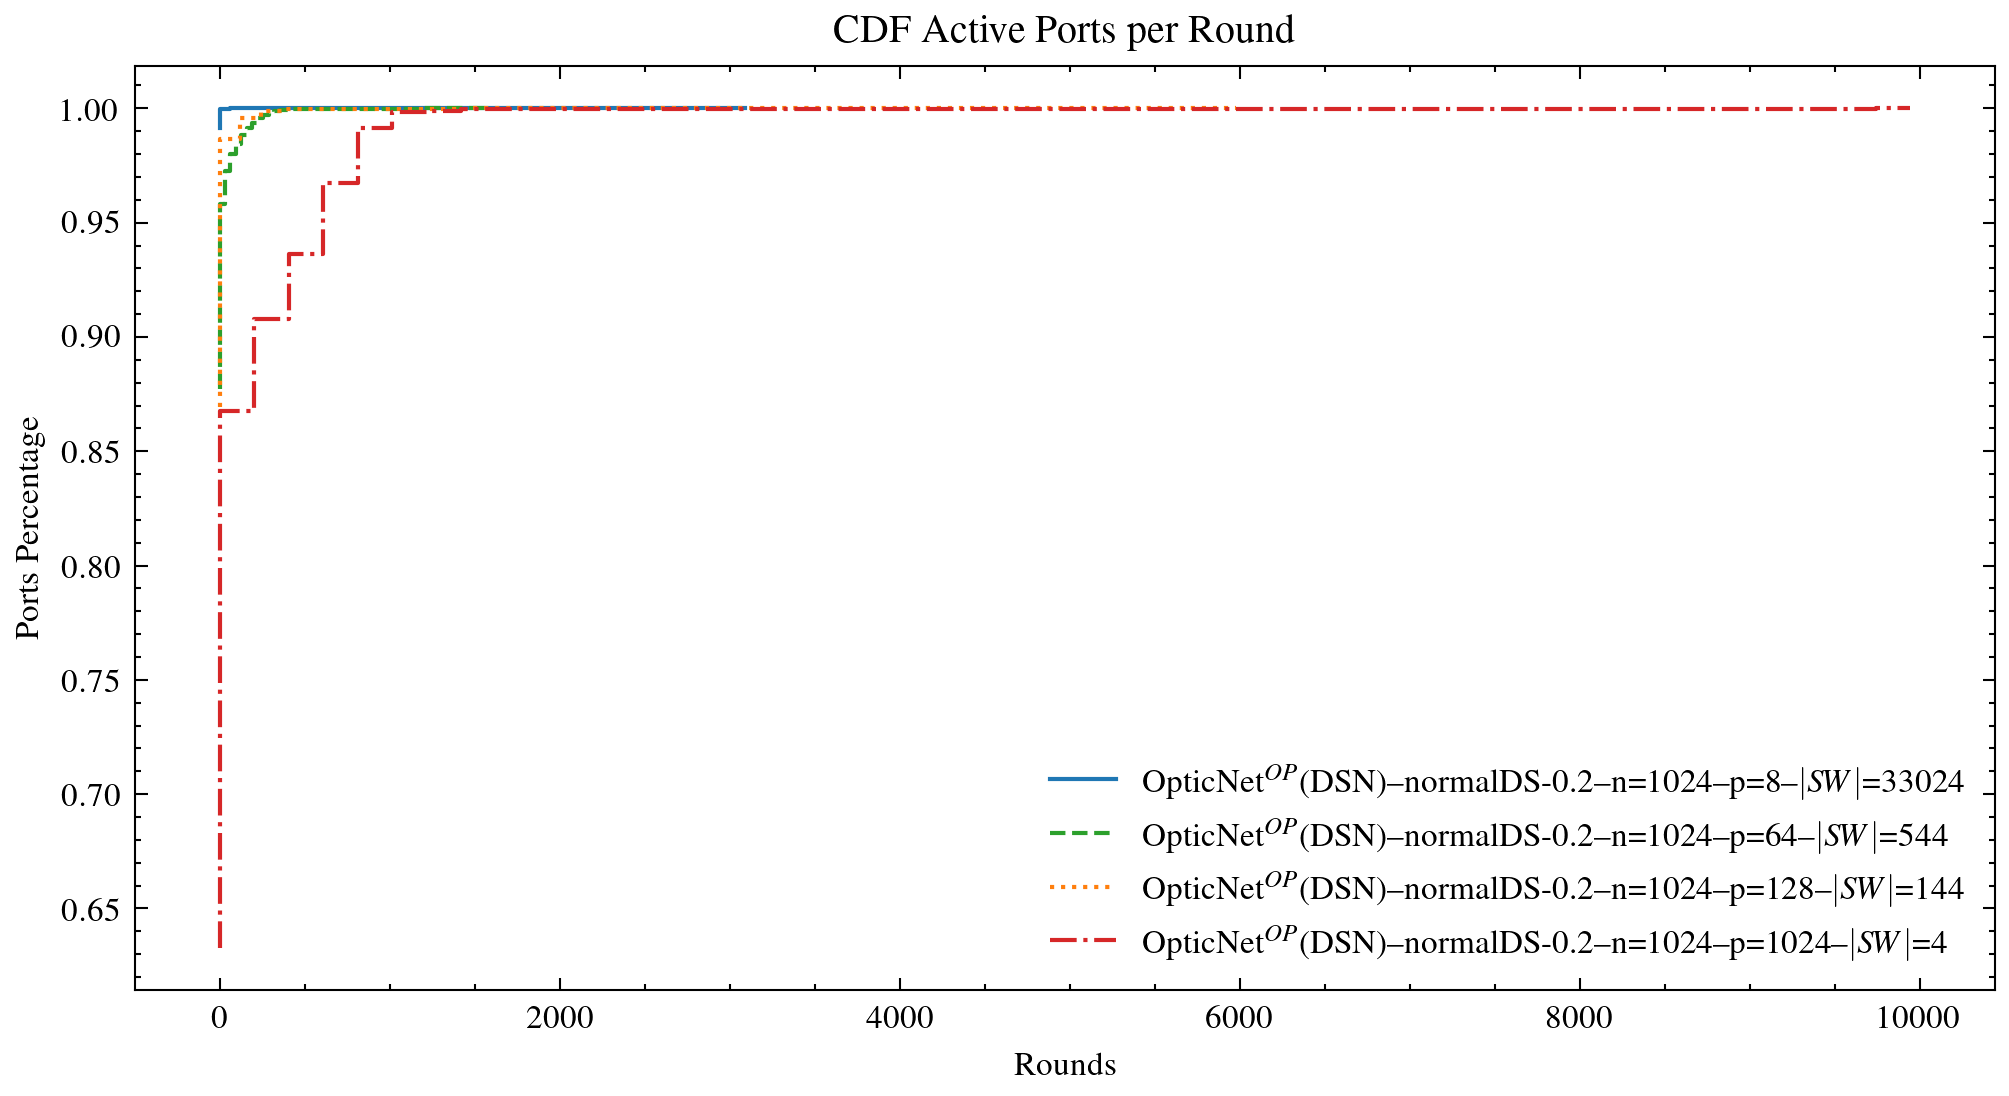 CDF Active Ports per Round
1.00
0.95
0.90
0.85
0.80
0.75
0.70
0.65
Ports Percentage
OpticNet^{OP}(DSN)–normalDS-0.2–n=1024–p=8–|SW|=33024
OpticNet^{OP}(DSN)–normalDS-0.2–n=1024–p=64–|SW|=544
OpticNet^{OP}(DSN)–normalDS-0.2–n=1024–p=128–|SW|=144
OpticNet^{OP}(DSN)–normalDS-0.2–n=1024–p=1024–|SW|=4
0 2000 4000 6000 8000 10000
Rounds